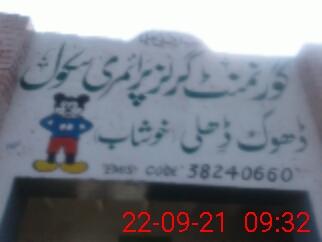 گورنمنٹ گرلز پرائمری سکول
ڈھوک ڈھلی (خوشاب)
"EMIS" CODE" 38240660"
22-09-21 09:32